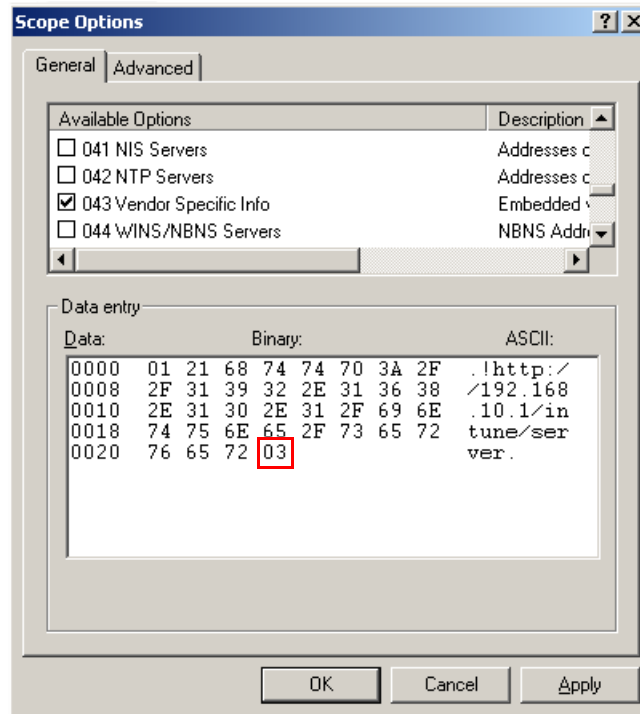 Scope Options
General Advanced
Available Options Description
041 NIS Servers Addresses o
042 NTP Servers Addresses o
043 Vendor Specific Info Embedded v
044 WINS/NBNS Servers NBNS Addr
Data entry
Data: Binary: ASCII:
0000 01 21 68 74 74 70 3A 2F .!http:/
0008 2F 31 39 32 2E 31 36 38 /192.168
0010 2E 31 30 2E 31 2F 69 6E .10.1/in
0018 74 75 6E 65 2F 73 65 72 tune/ser
0020 76 65 72 03 ver.
OK Cancel Apply